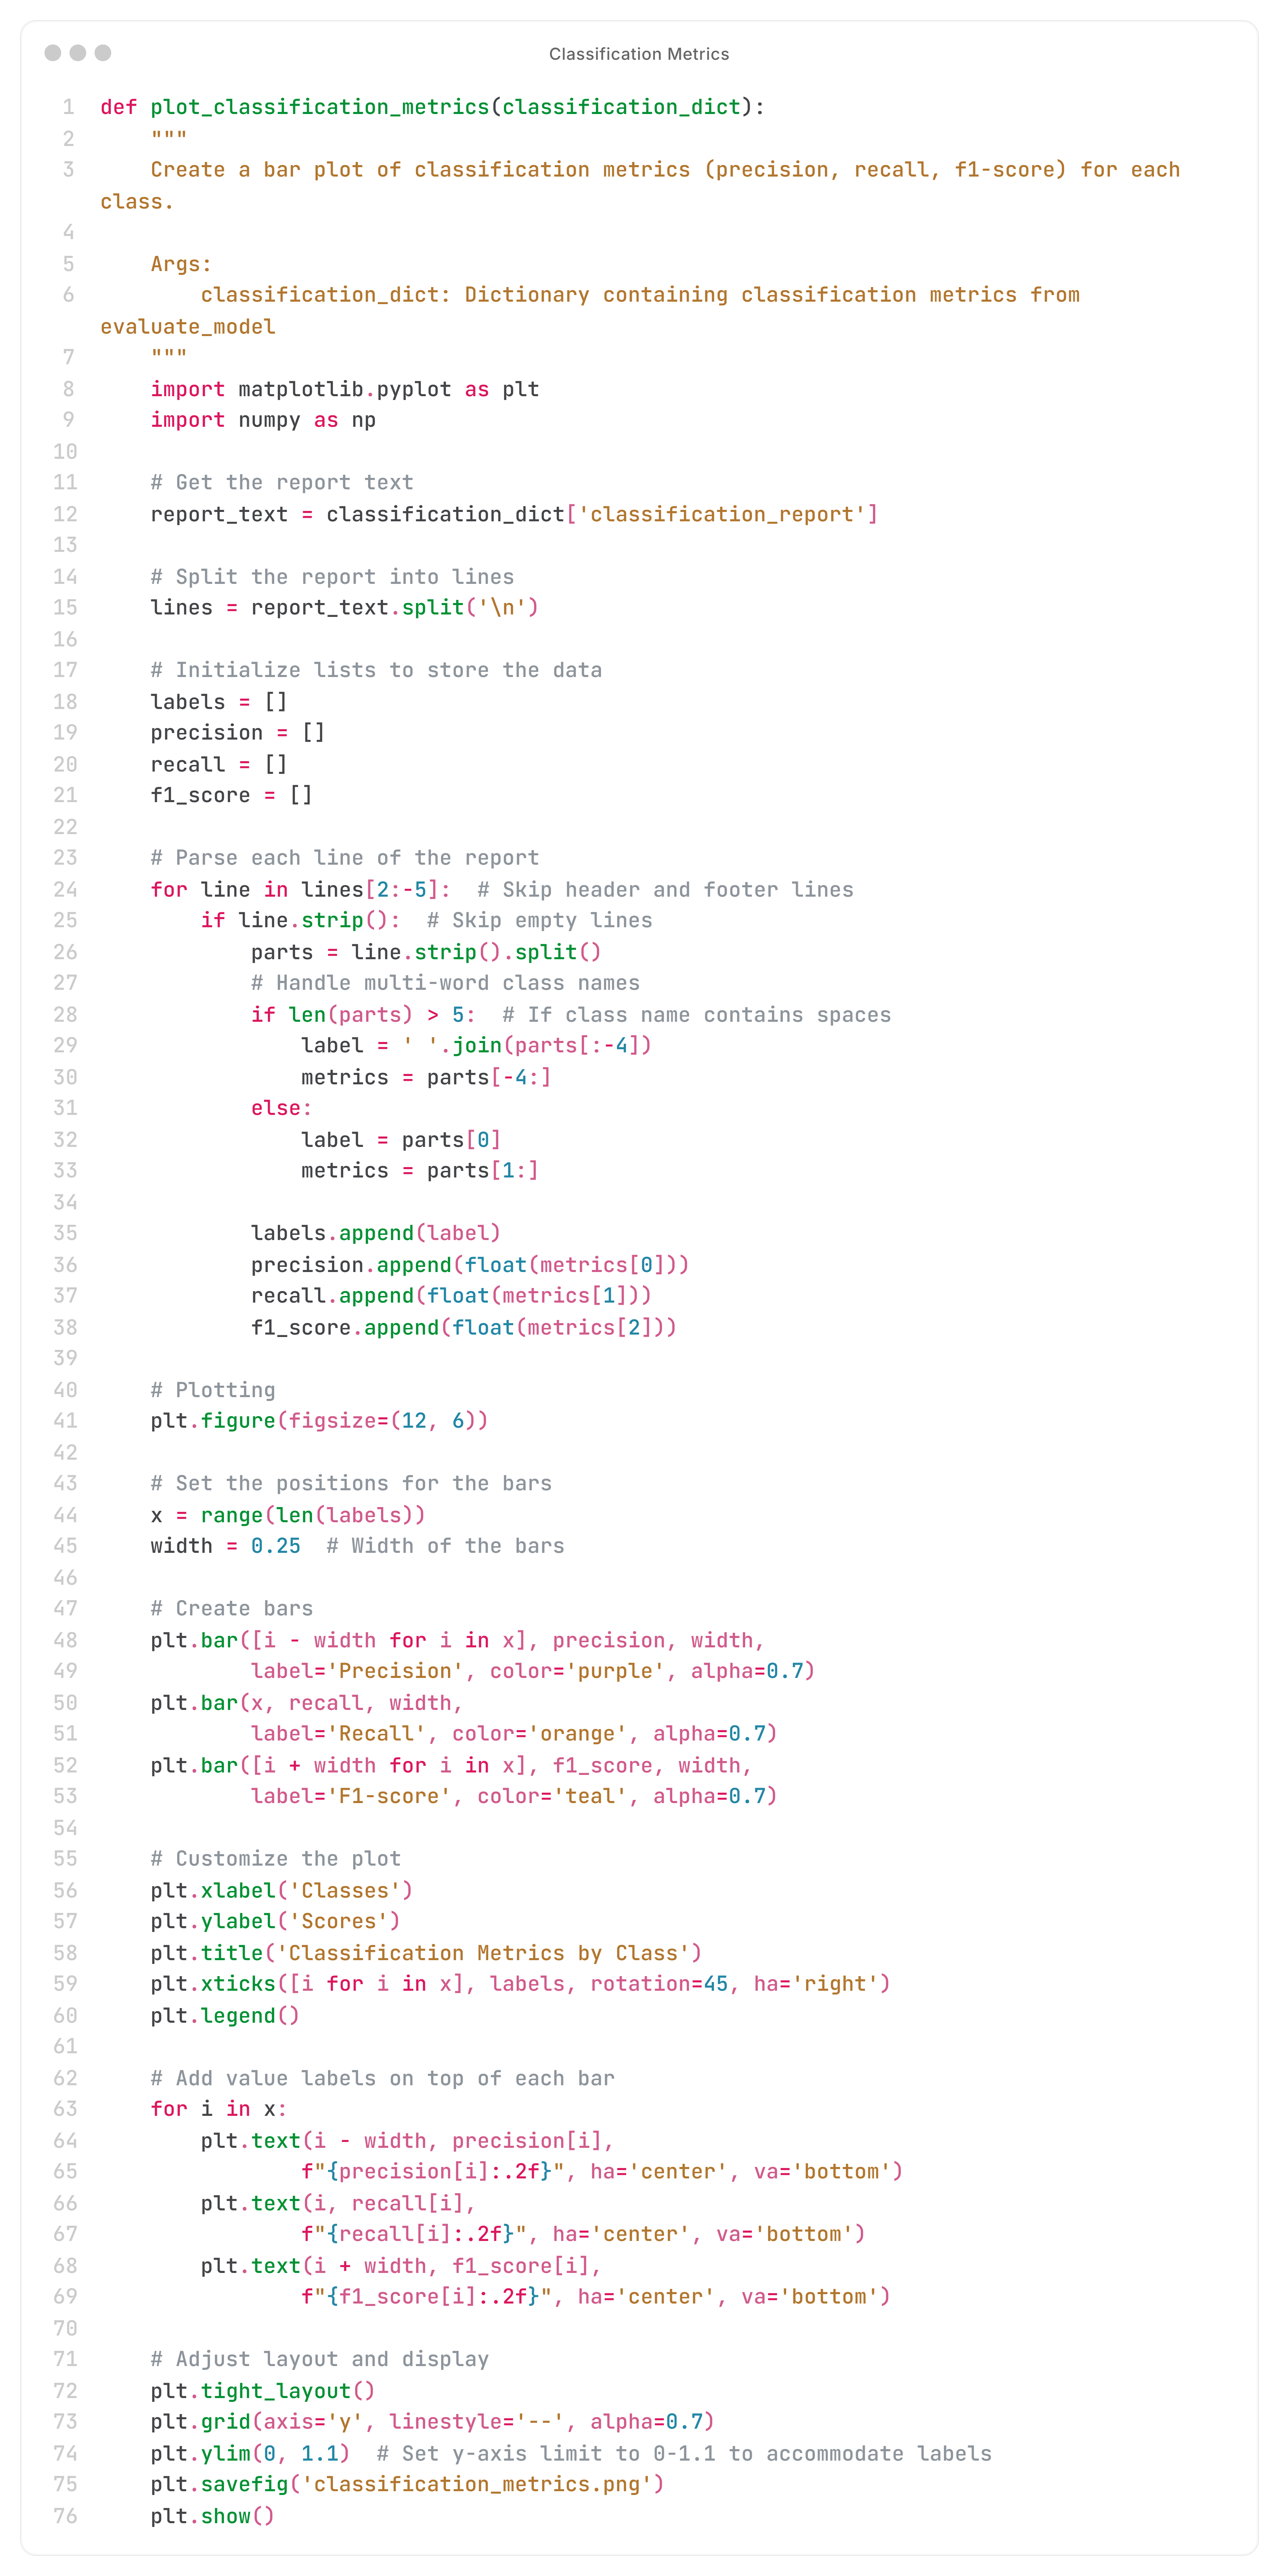 Classification Metrics
1 def plot_classification_metrics(classification_dict):
2     """
3     Create a bar plot of classification metrics (precision, recall, f1-score) for each
class.
4
5     Args:
6         classification_dict: Dictionary containing classification metrics from
evaluate_model
7     """
8     import matplotlib.pyplot as plt
9     import numpy as np
10
11     # Get the report text
12     report_text = classification_dict['classification_report']
13
14     # Split the report into lines
15     lines = report_text.split('\n')
16
17     # Initialize lists to store the data
18     labels = []
19     precision = []
20     recall = []
21     f1_score = []
22
23     # Parse each line of the report
24     for line in lines[2:-5]:  # Skip header and footer lines
25         if line.strip():  # Skip empty lines
26             parts = line.strip().split()
27             # Handle multi-word class names
28             if len(parts) > 5:  # If class name contains spaces
29                 label = ' '.join(parts[:-4])
30                 metrics = parts[-4:]
31             else:
32                 label = parts[0]
33                 metrics = parts[1:]
34
35             labels.append(label)
36             precision.append(float(metrics[0]))
37             recall.append(float(metrics[1]))
38             f1_score.append(float(metrics[2]))
39
40     # Plotting
41     plt.figure(figsize=(12, 6))
42
43     # Set the positions for the bars
44     x = range(len(labels))
45     width = 0.25  # Width of the bars
46
47     # Create bars
48     plt.bar([i - width for i in x], precision, width,
49             label='Precision', color='purple', alpha=0.7)
50     plt.bar(x, recall, width,
51             label='Recall', color='orange', alpha=0.7)
52     plt.bar([i + width for i in x], f1_score, width,
53             label='F1-score', color='teal', alpha=0.7)
54
55     # Customize the plot
56     plt.xlabel('Classes')
57     plt.ylabel('Scores')
58     plt.title('Classification Metrics by Class')
59     plt.xticks([i for i in x], labels, rotation=45, ha='right')
60     plt.legend()
61
62     # Add value labels on top of each bar
63     for i in x:
64         plt.text(i - width, precision[i],
65                 f"{precision[i]:.2f}", ha='center', va='bottom')
66         plt.text(i, recall[i],
67                 f"{recall[i]:.2f}", ha='center', va='bottom')
68         plt.text(i + width, f1_score[i],
69                 f"{f1_score[i]:.2f}", ha='center', va='bottom')
70
71     # Adjust layout and display
72     plt.tight_layout()
73     plt.grid(axis='y', linestyle='--', alpha=0.7)
74     plt.ylim(0, 1.1)  # Set y-axis limit to 0-1.1 to accommodate labels
75     plt.savefig('classification_metrics.png')
76     plt.show()